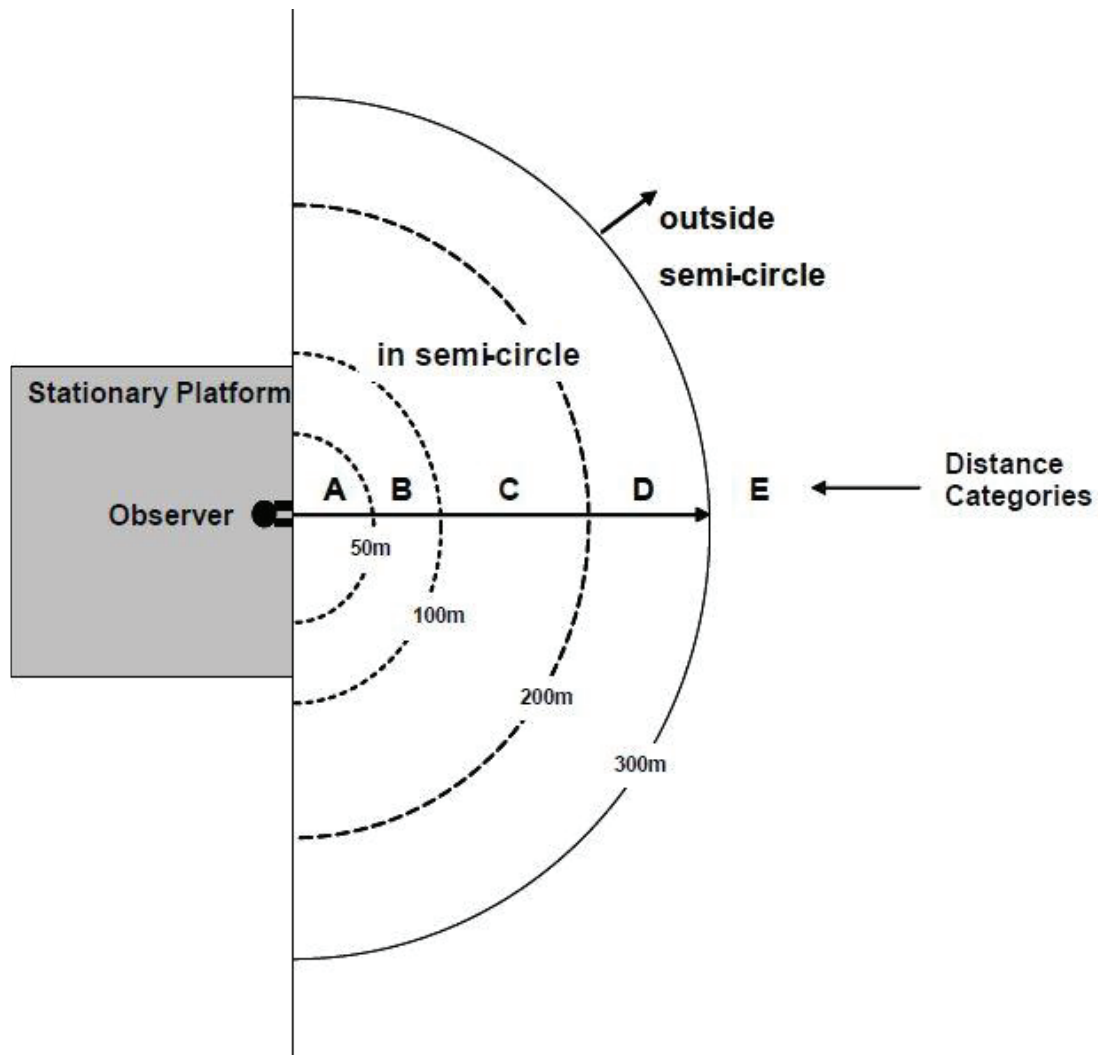 outside
semi-circle
in semi-circle
Stationary Platform
A B C D E
Distance
Categories
Observer
50m
100m
200m
300m